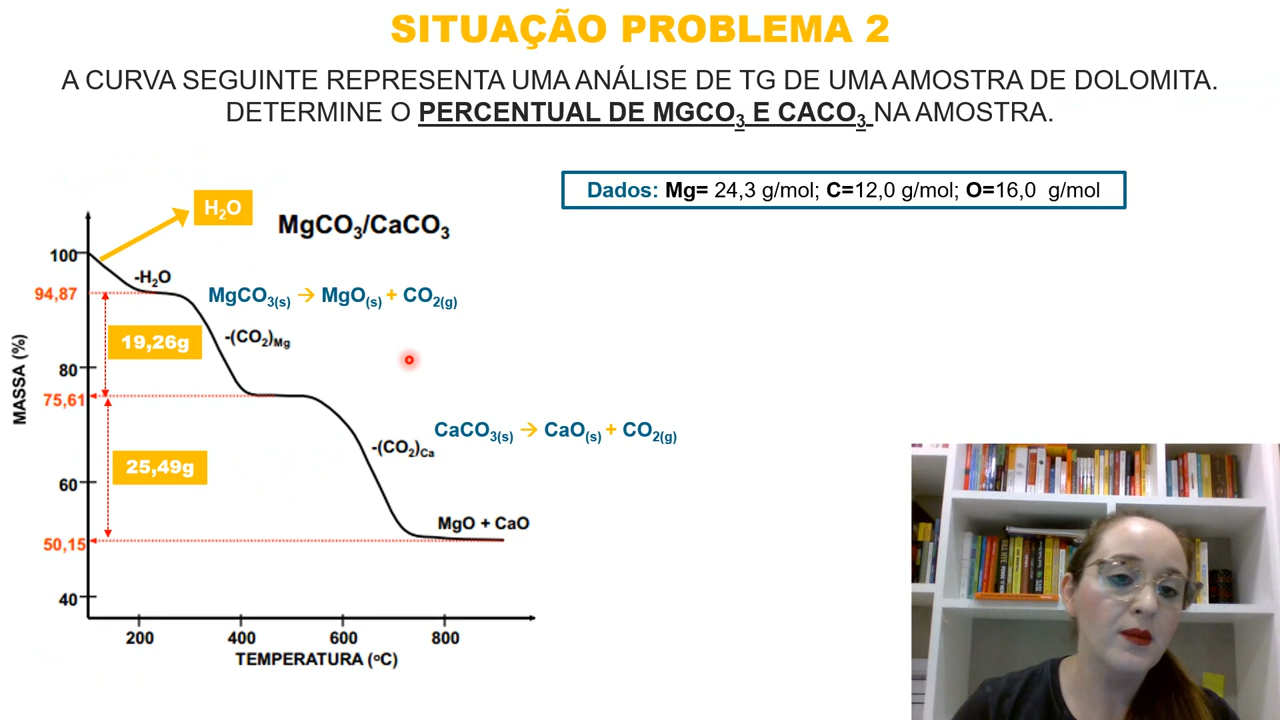 SITUAÇÃO PROBLEMA 2
A CURVA SEGUINTE REPRESENTA UMA ANÁLISE DE TG DE UMA AMOSTRA DE DOLOMITA.
DETERMINE O PERCENTUAL DE MGCO₃ E CACO₃ NA AMOSTRA.
Dados: Mg= 24,3 g/mol; C=12,0 g/mol; O=16,0 g/mol
H₂O
MgCO₃/CaCO₃
100
-H₂O
94,87
MgCO₃(s) → MgO(s) + CO₂(g)
19,26g
-(CO₂)Mg
80
75,61
CaCO₃(s) → CaO(s) + CO₂(g)
-(CO₂)Ca
25,49g
60
MgO + CaO
50,15
40
MASSA (%)
200 400 600 800
TEMPERATURA (ºC)